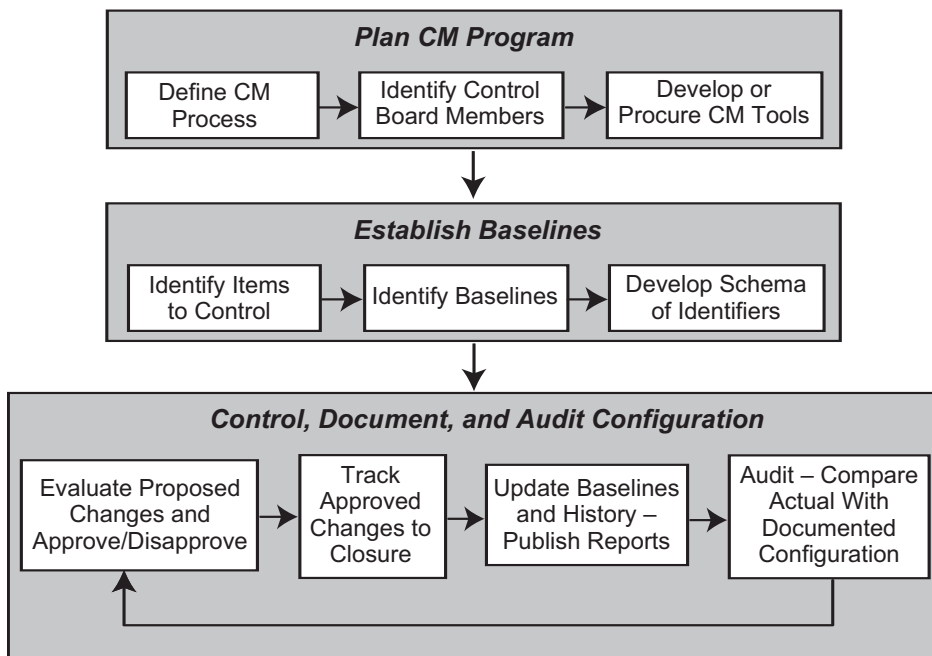 Plan CM Program
Define CM
Process
Identify Control
Board Members
Develop or
Procure CM Tools
Establish Baselines
Identify Items
to Control
Identify Baselines
Develop Schema
of Identifiers
Control, Document, and Audit Configuration
Evaluate Proposed
Changes and
Approve/Disapprove
Track
Approved
Changes to
Closure
Update Baselines
and History –
Publish Reports
Audit – Compare
Actual With
Documented
Configuration